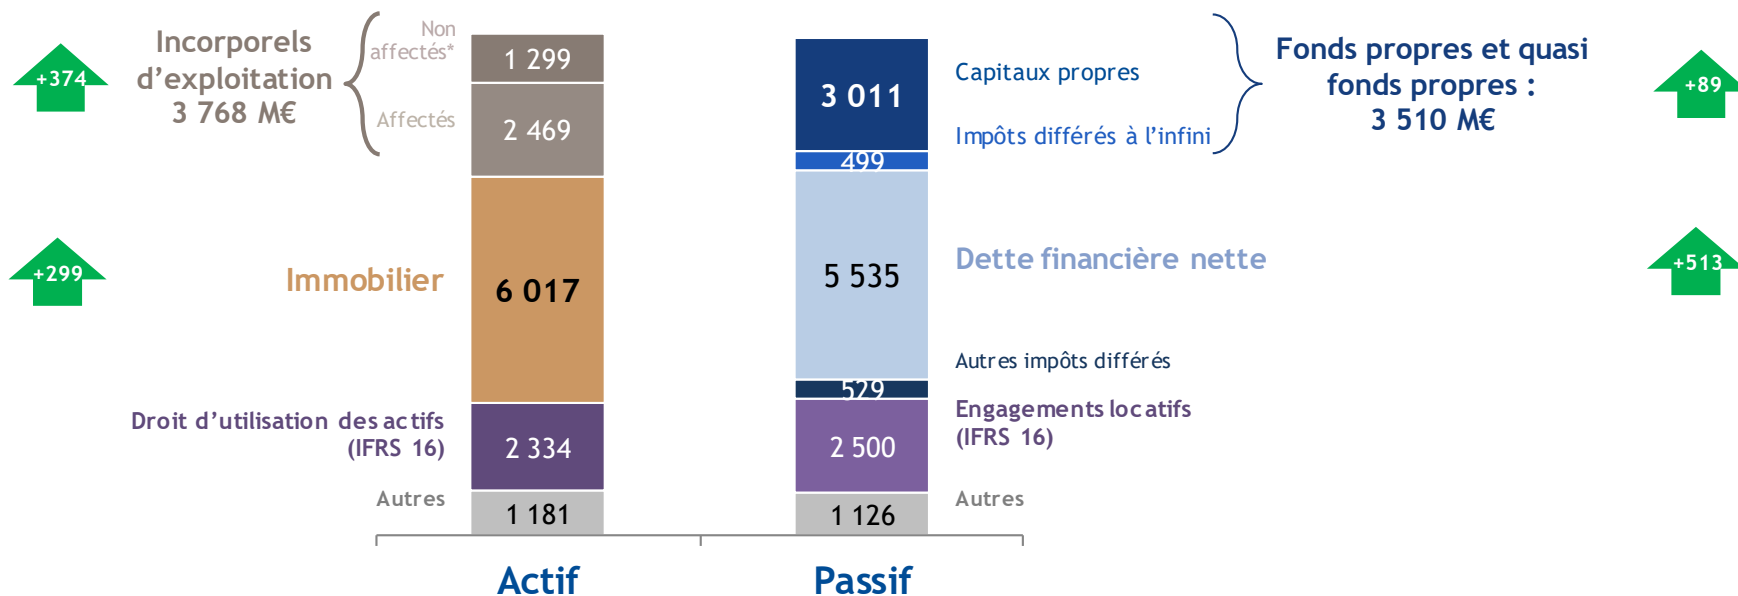 +374
Incorporels
d’exploitation
3 768 M€
Non
affectés*
Affectés
1 299
2 469
+299
Immobilier
6 017
Droit d’utilisation des actifs
(IFRS 16)
2 334
Autres
1 181
3 011
Capitaux propres
499
Impôts différés à l’infini
Fonds propres et quasi
fonds propres :
3 510 M€
+89
5 535
Dette financière nette
+513
529
Autres impôts différés
2 500
Engagements locatifs
(IFRS 16)
1 126
Autres
Actif
Passif